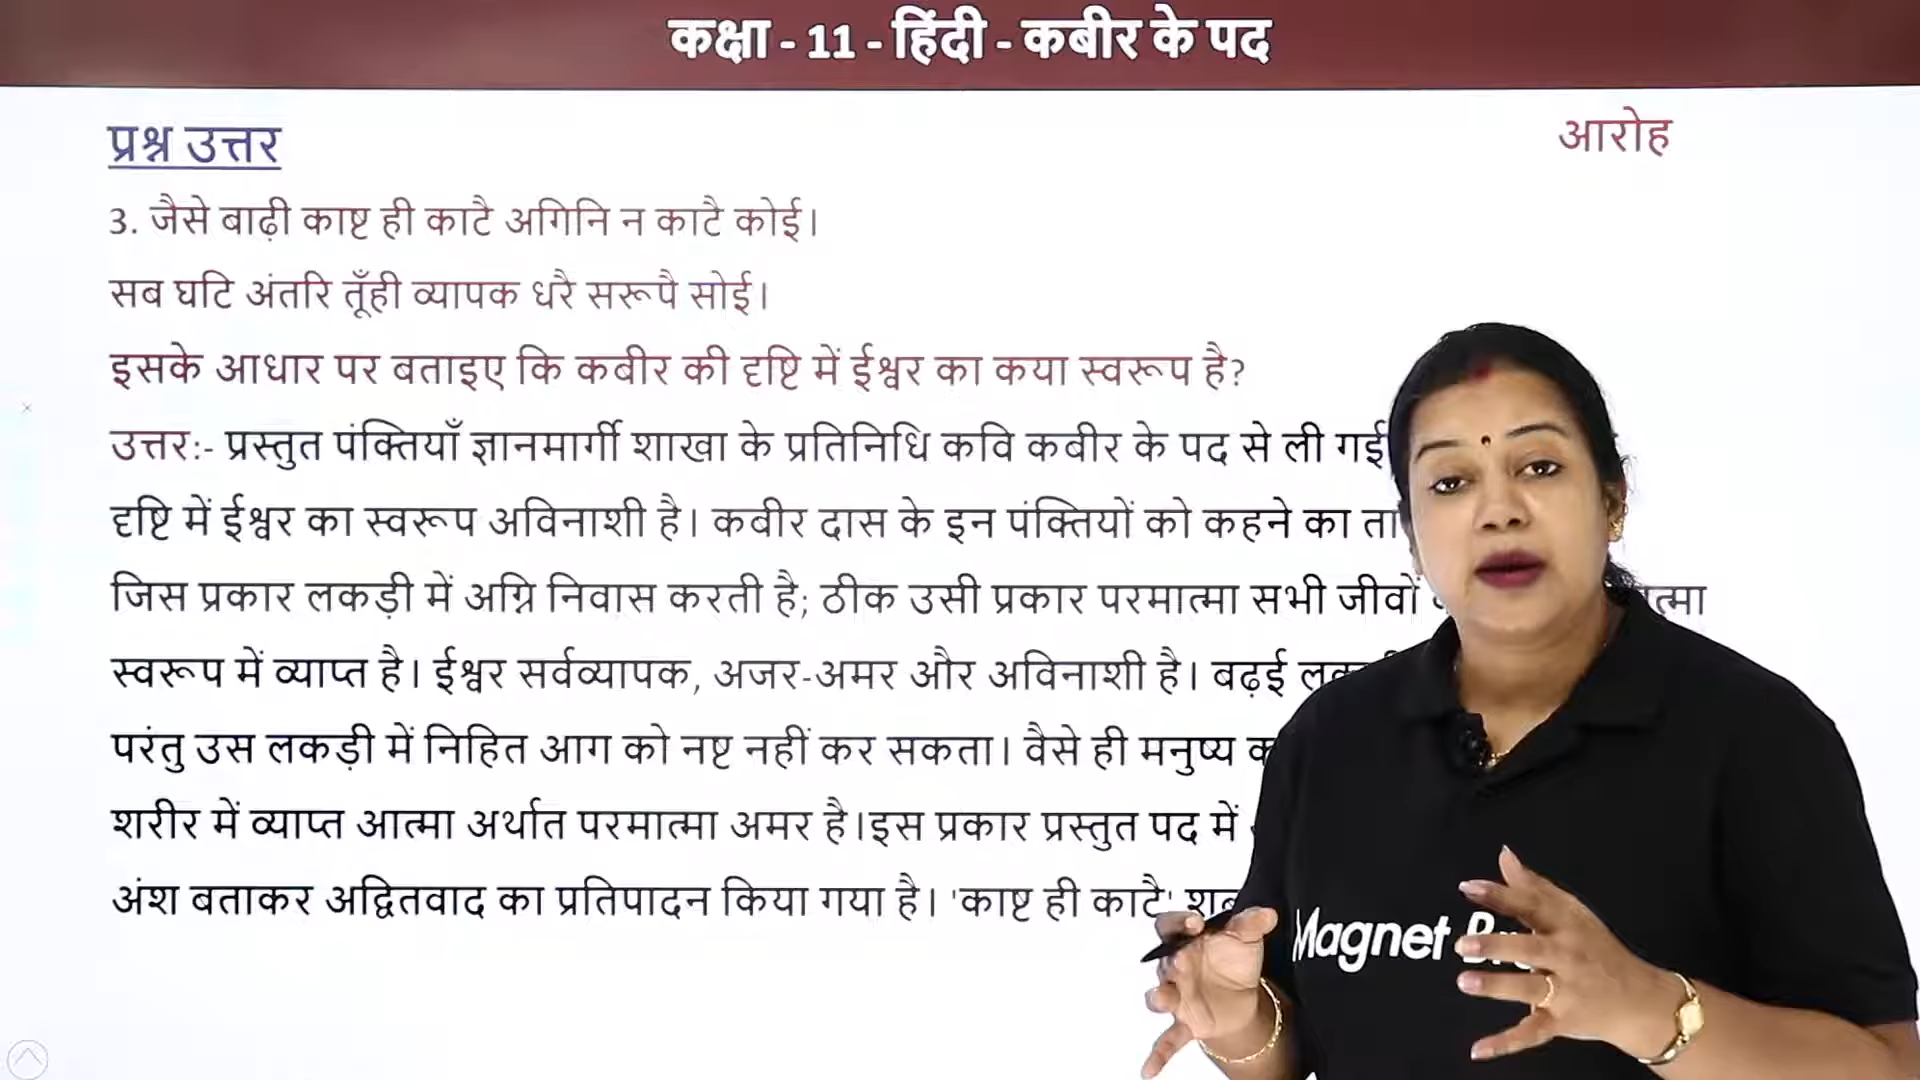 कक्षा - 11 - हिंदी - कबीर के पद
प्रश्न उत्तर
आरोह
3. जैसे बाढ़ी काष्ट ही काटै अगिनि न काटै कोई।
सब घटि अंतरि तूँही व्यापक धरै सरूपै सोई।
इसके आधार पर बताइए कि कबीर की दृष्टि में ईश्वर का कया स्वरूप है?
उत्तर:- प्रस्तुत पंक्तियाँ ज्ञानमार्गी शाखा के प्रतिनिधि कवि कबीर के पद से ली गई
दृष्टि में ईश्वर का स्वरूप अविनाशी है। कबीर दास के इन पंक्तियों को कहने का
जिस प्रकार लकड़ी में अग्नि निवास करती है; ठीक उसी प्रकार परमात्मा सभी जीवों
स्वरूप में व्याप्त है। ईश्वर सर्वव्यापक, अजर-अमर और अविनाशी है। बढ़ई
परंतु उस लकड़ी में निहित आग को नष्ट नहीं कर सकता। वैसे ही मनुष्य
शरीर में व्याप्त आत्मा अर्थात परमात्मा अमर है।इस प्रकार प्रस्तुत पद में
अंश बताकर अद्वितवाद का प्रतिपादन किया गया है। 'काष्ट ही काटै'
Magnet